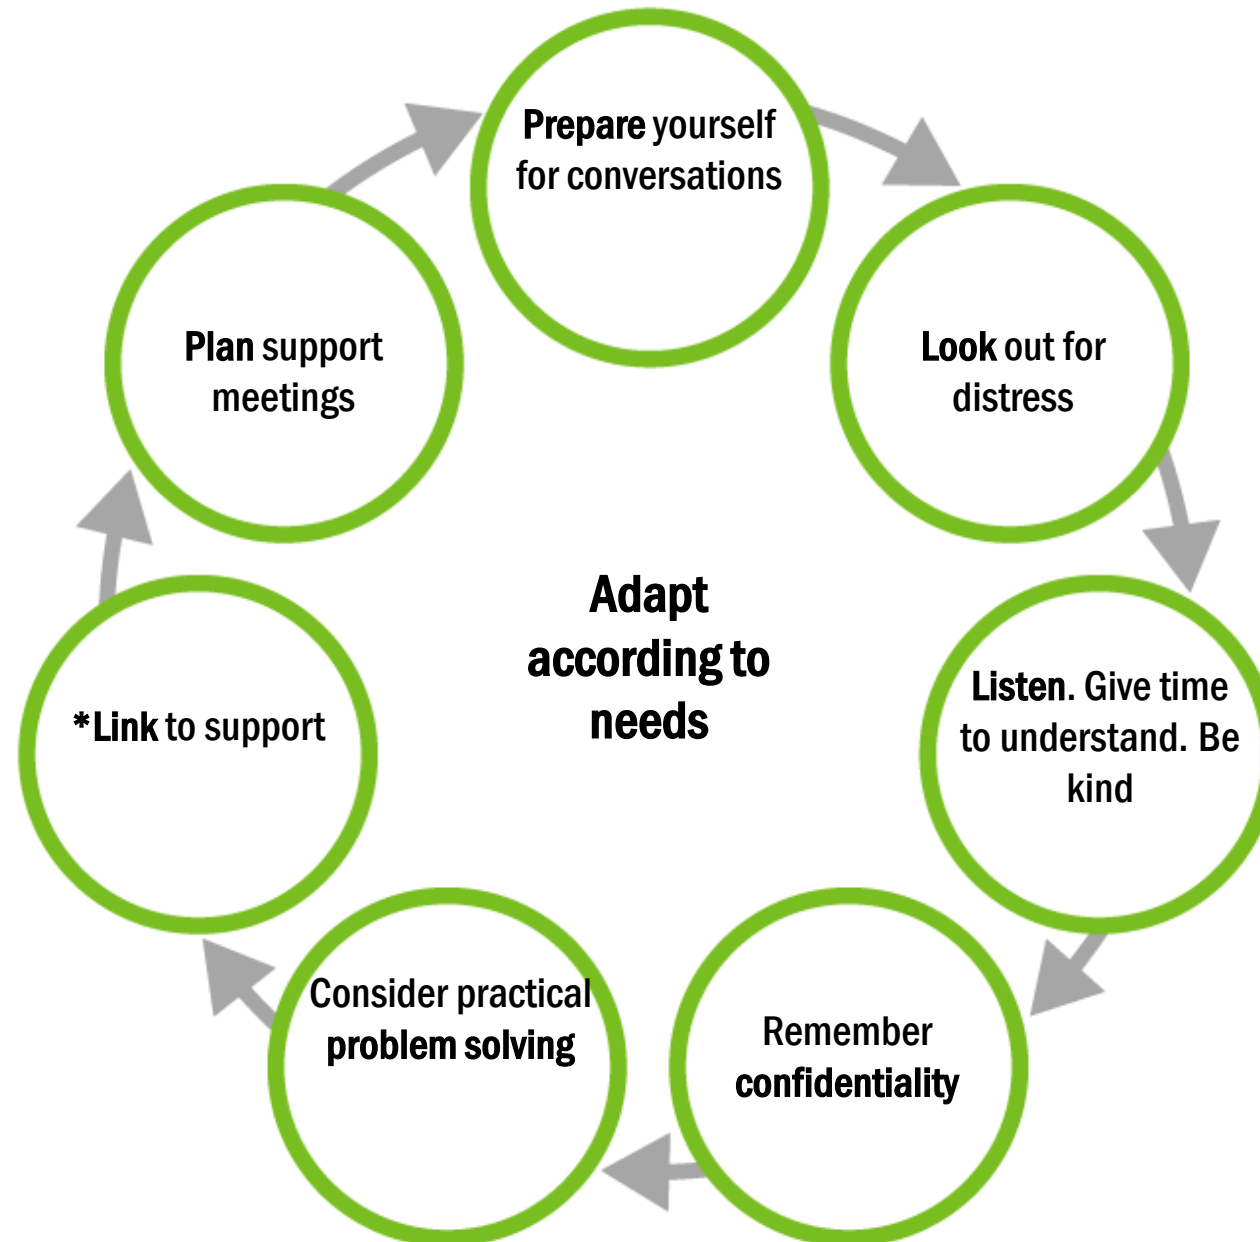 Prepare yourself
for conversations
Look out for
distress
Listen. Give time
to understand. Be
kind
Remember
confidentiality
Consider practical
problem solving
*Link to support
Plan support
meetings
Adapt
according to
needs